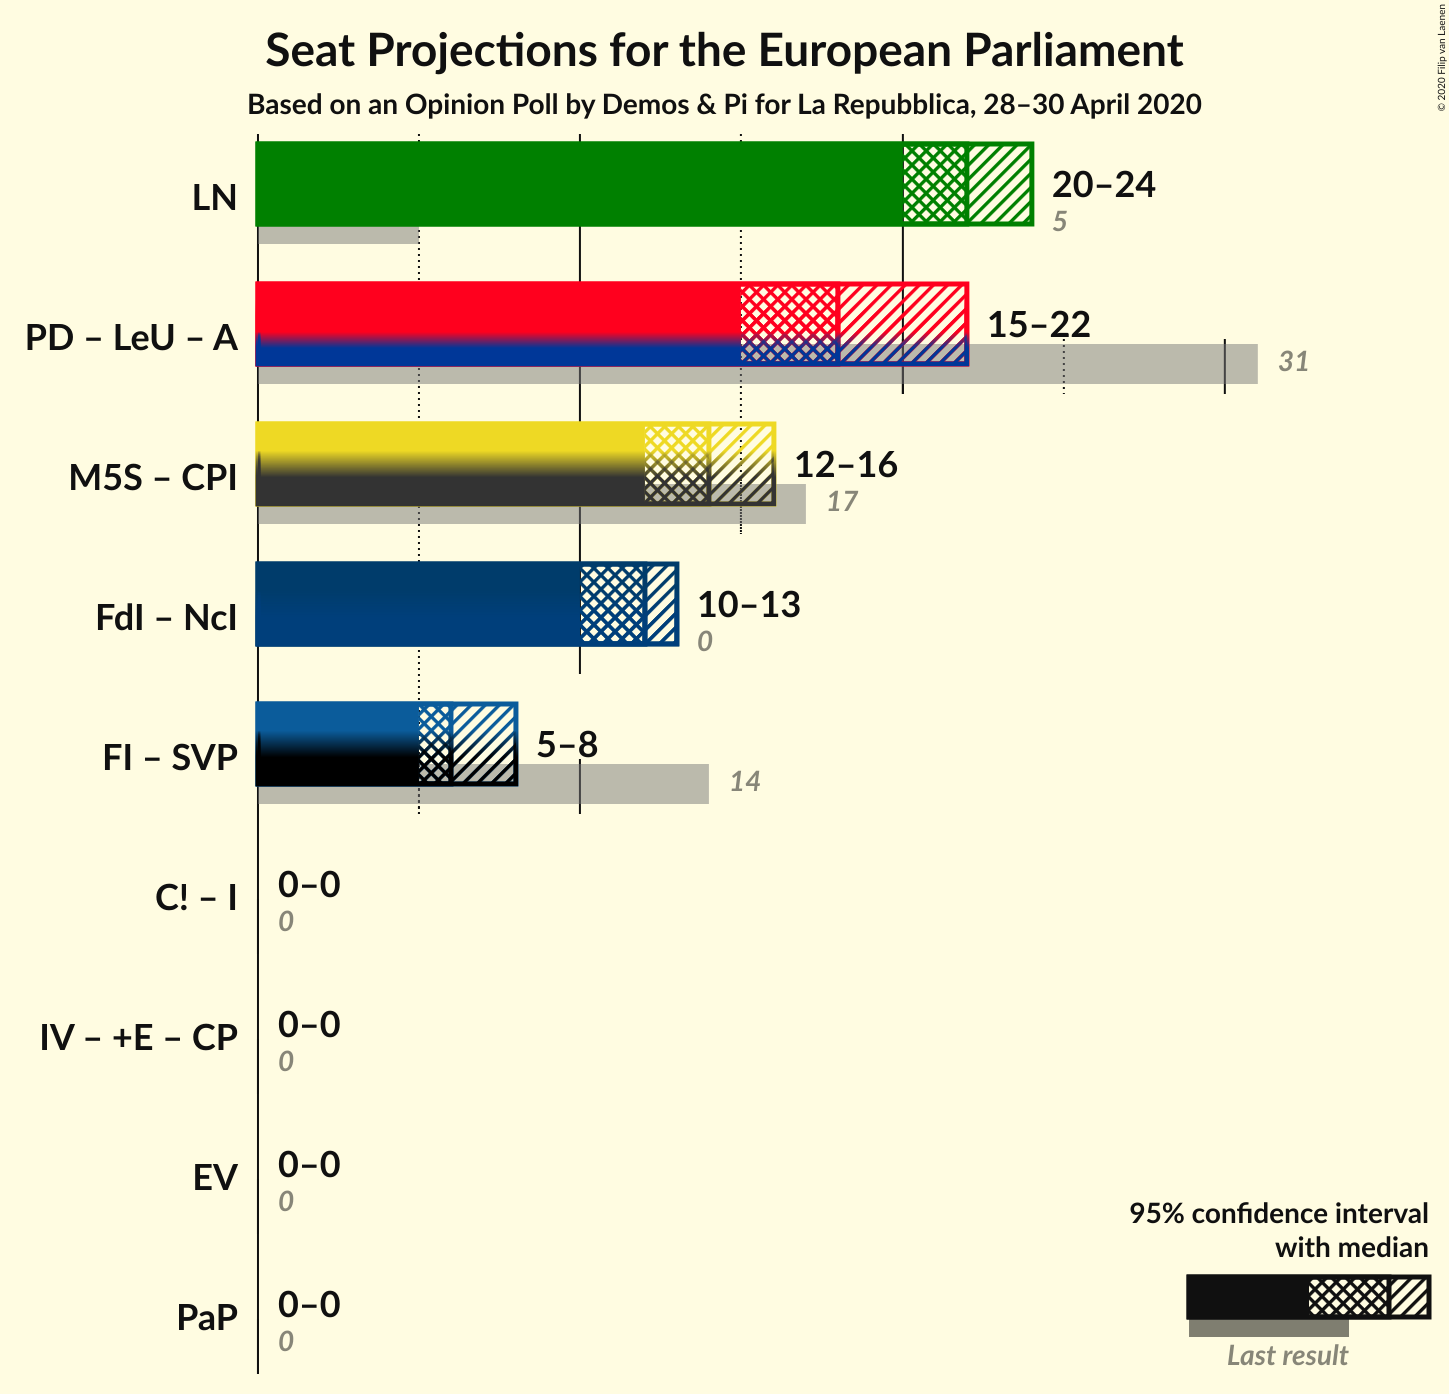 Seat Projections for the European Parliament
Based on an Opinion Poll by Demos & Pi for La Repubblica, 28–30 April 2020
© 2020 Filip van Laenen
LN
20–24
5
PD – LeU – A
15–22
31
M5S – CPI
12–16
17
FdI – NcI
10–13
0
FI – SVP
5–8
14
C! – I
0–0
0
IV – +E – CP
0–0
0
EV
0–0
0
PaP
0–0
0
95% confidence interval
with median
Last result